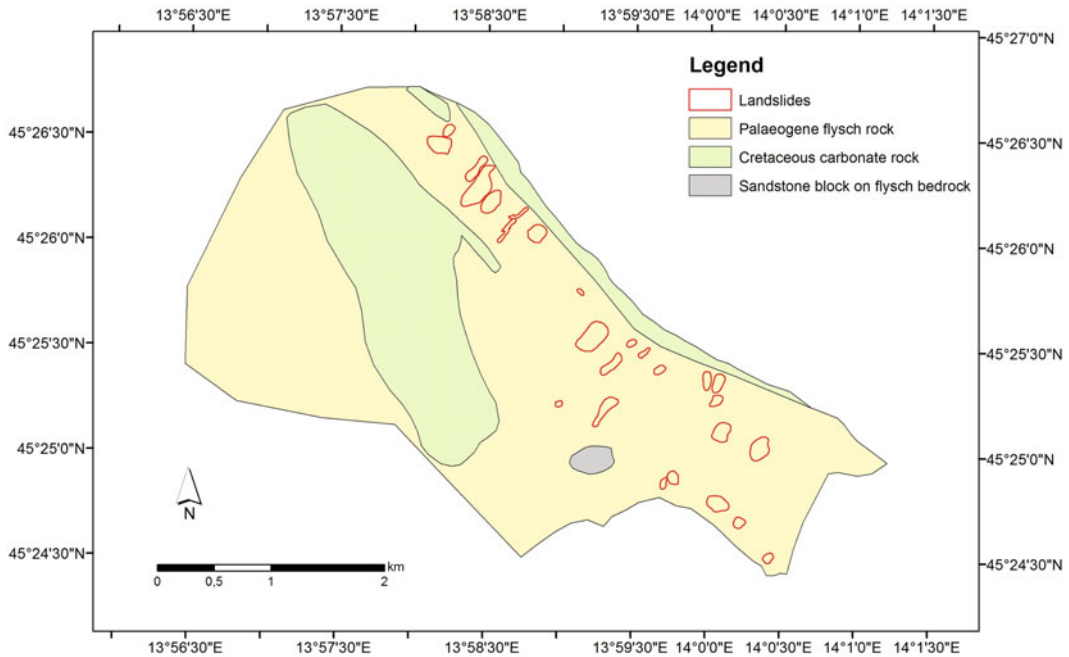 13°56'30"E 13°57'30"E 13°58'30"E 13°59'30"E 14°0'0"E 14°0'30"E 14°1'30"E
45°27'0"N
Legend
Landslides
Palaeogene flysch rock
Cretaceous carbonate rock
Sandstone block on flysch bedrock
45°26'30"N 45°26'30"N
45°26'0"N 45°26'0"N
45°25'30"N 45°25'30"N
45°25'0"N 45°25'0"N
N
45°24'30"N 45°24'30"N
km
0 0,5 1 2
13°56'30"E 13°57'30"E 13°58'30"E 13°59'30"E 14°0'0"E 14°0'30"E 14°1'0"E 14°1'30"E